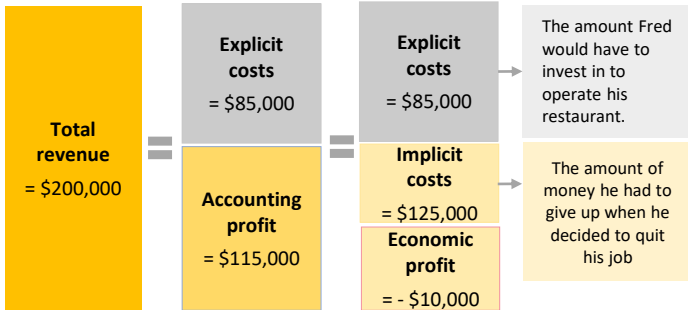 Total
revenue
= $200,000
=
Explicit
costs
= $85,000
Accounting
profit
= $115,000
=
Explicit
costs
= $85,000
Implicit
costs
= $125,000
Economic
profit
= - $10,000
The amount Fred
would have to
invest in to
operate his
restaurant.
The amount of
money he had to
give up when he
decided to quit
his job